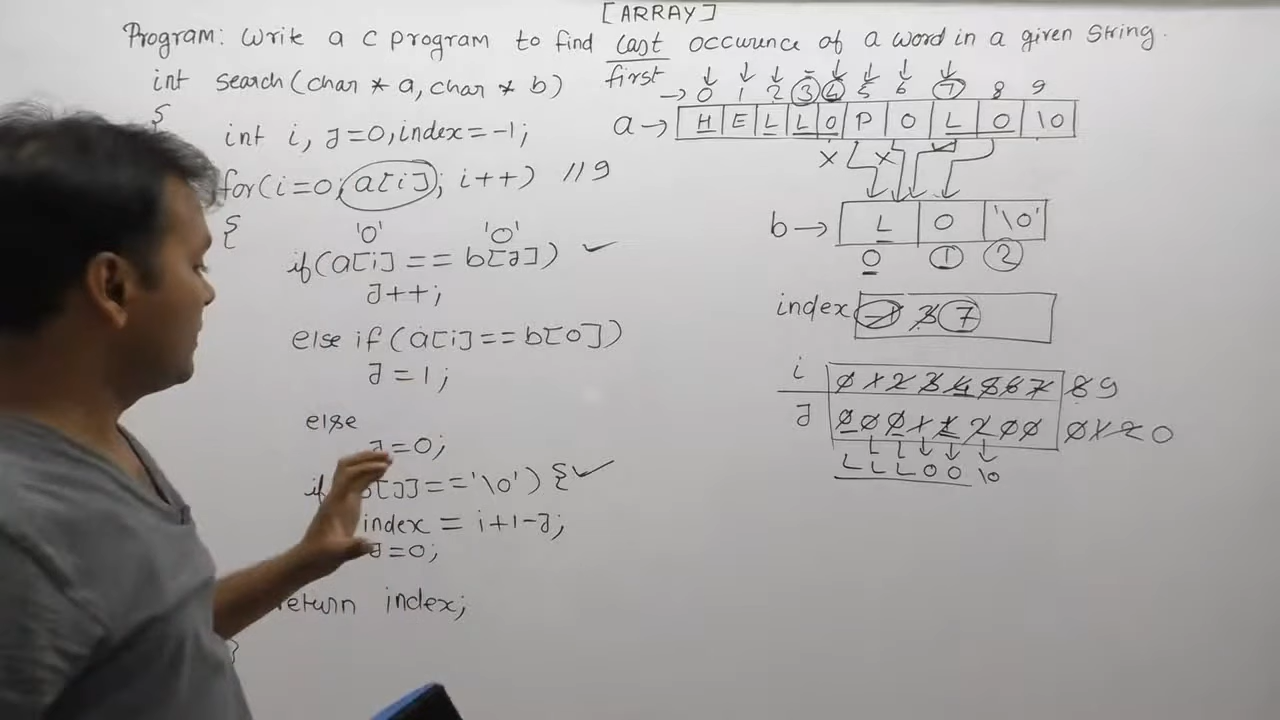 [ARRAY]
Program: Write a C program to find last occurence of a word in a given string.
first
int search(char * a, char * b)
{
int i, J=0, index=-1;
for(i=0; a[i]; i++) //9
{
'0' '0'
if(a[i] == b[J])
J++;
else if (a[i]==b[0])
J=1;
else
J=0;
'\0') {
index = i+1-J;
J=0;
return index;
}
→ 0 1 2 3 4 5 6 7 8 9
a→ H E L L O P O L O \0
x x
b→ L O '\0'
0 1 2
index 3 7
i 0 1 2 3 4 5 6 7 8 9
J 0 0 0 1 1 2 0 0 0 1 2 0
L L L O O \0